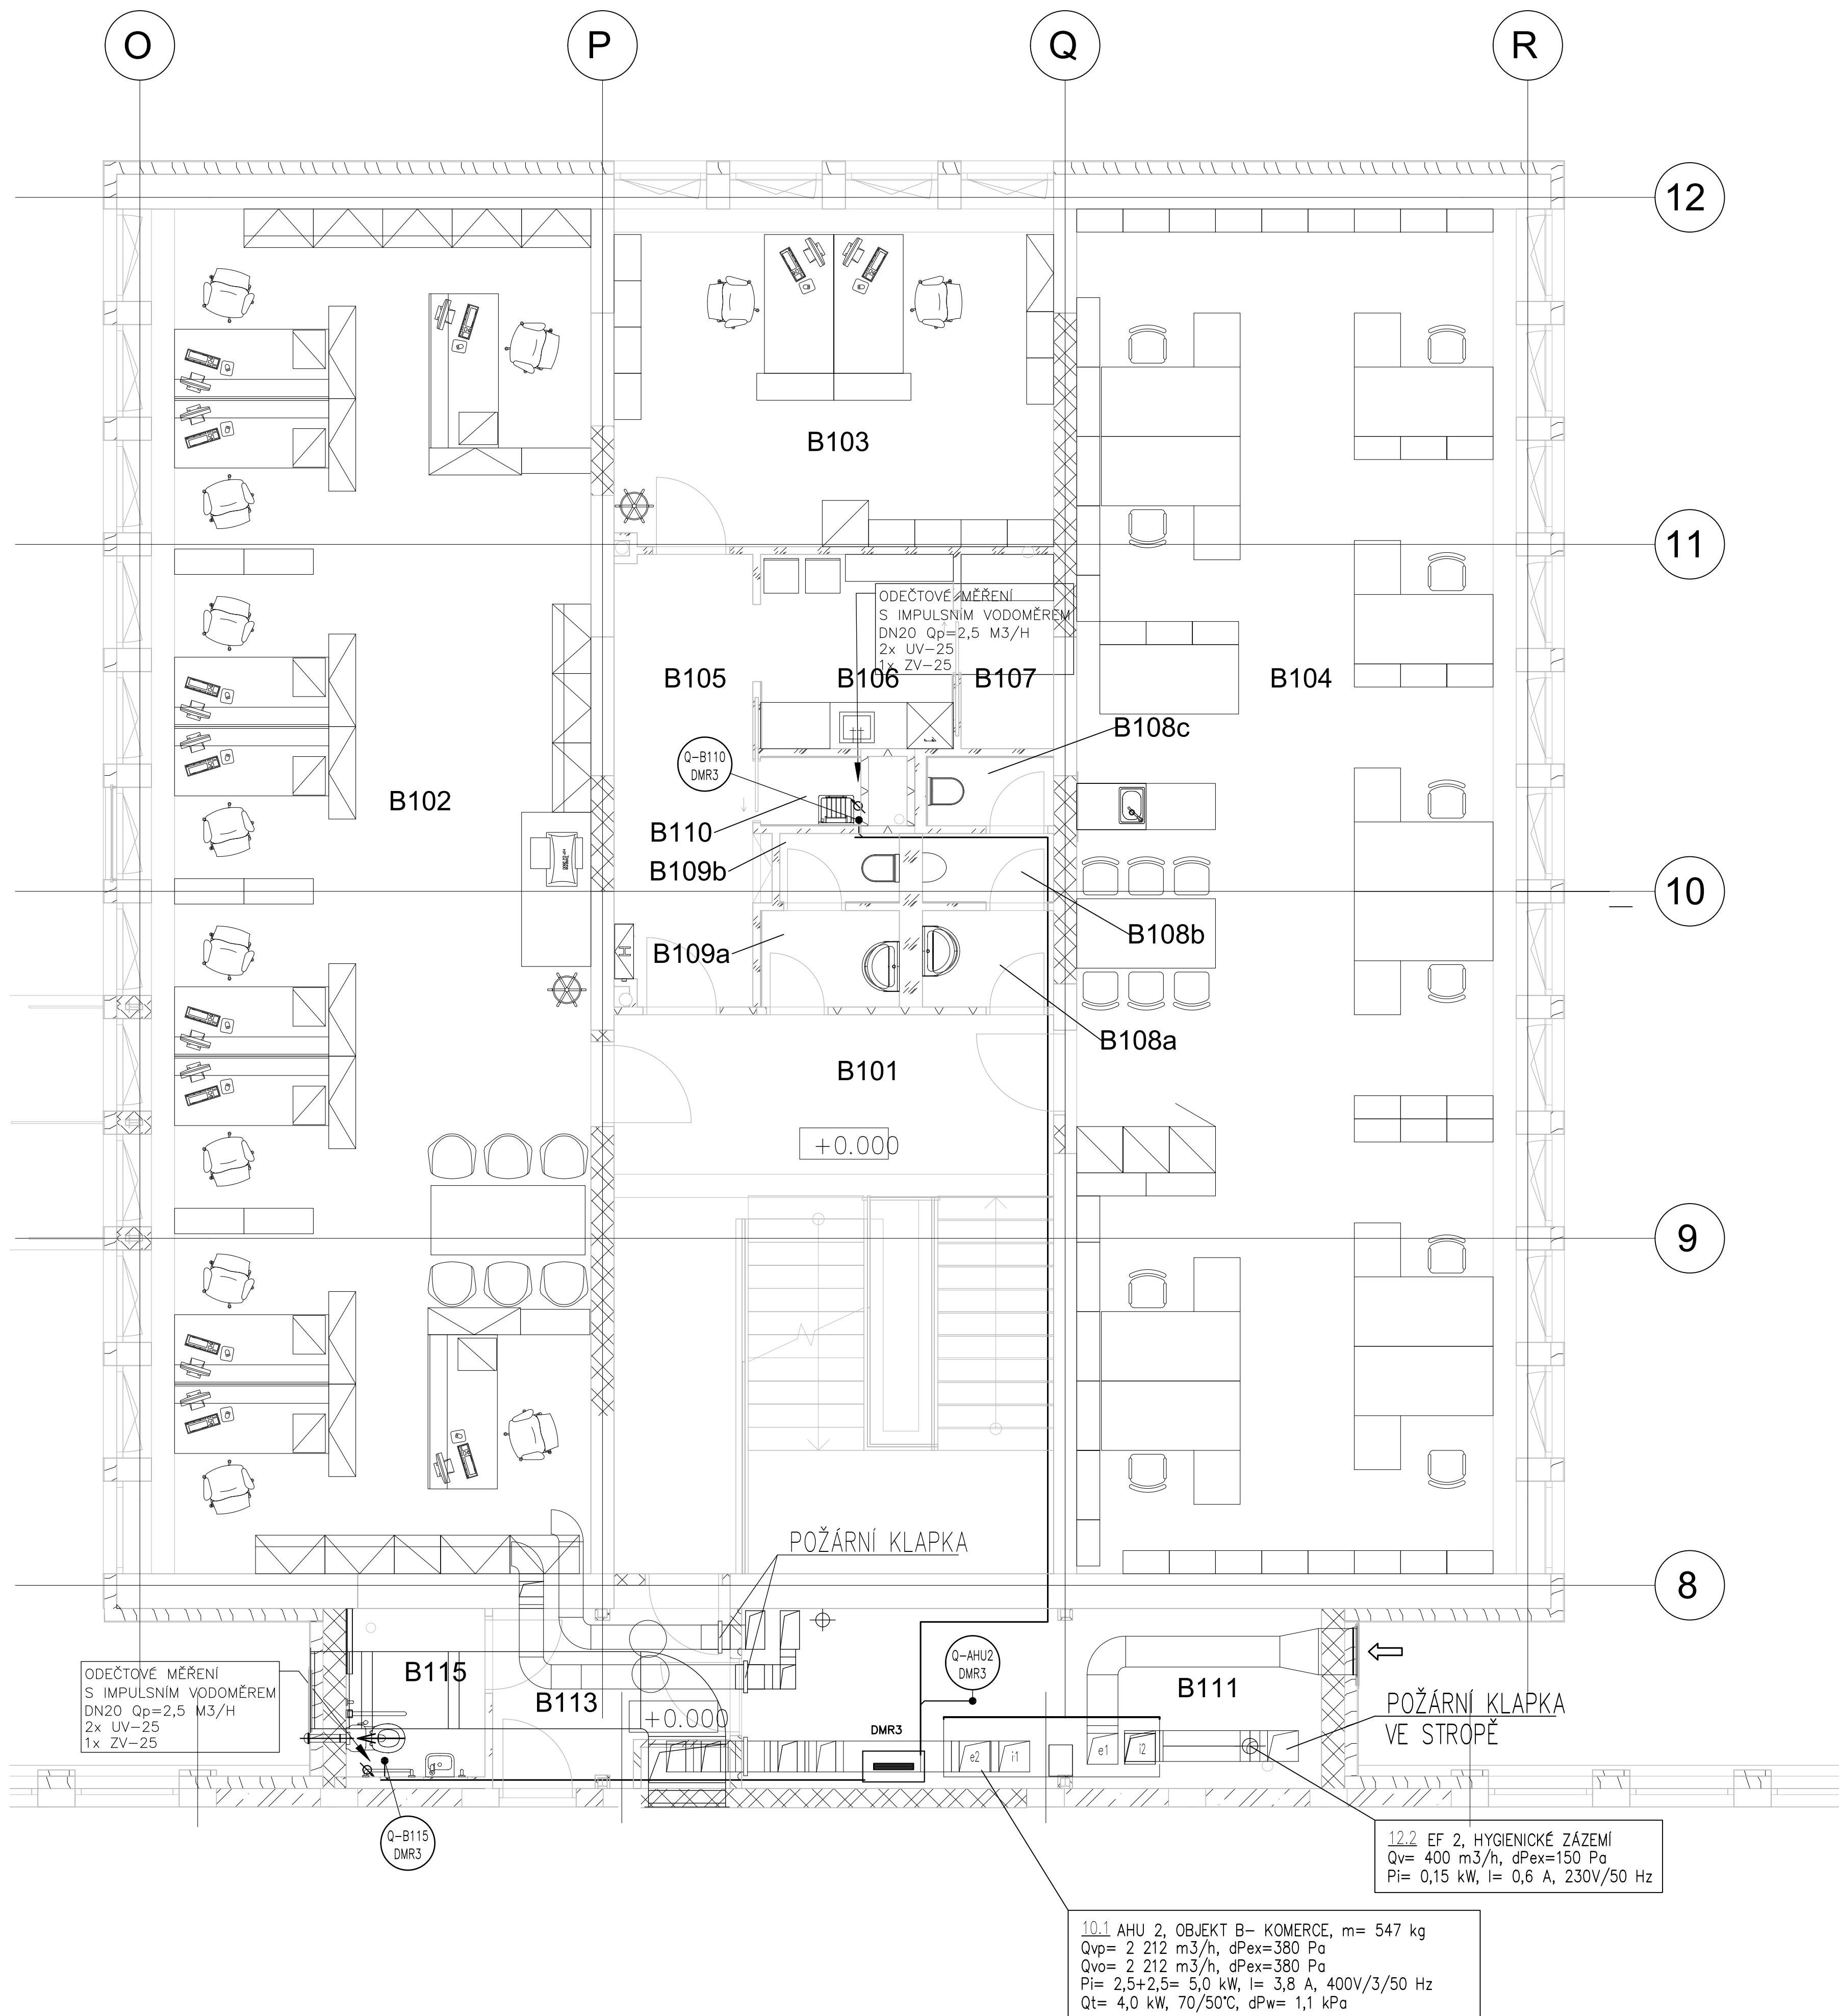 O
P
Q
R
12
B103
11
ODEČTOVÉ MĚŘENÍ
S IMPULSNÍM VODOMĚREM
DN20 Qp=2,5 M3/H
2x UV-25
1x ZV-25
B105
B106
B107
B104
B108c
Q-B110
DMR3
B102
B110
B109b
10
B109a
H
B108b
B108a
B101
+0.000
9
POŽÁRNÍ KLAPKA
8
ODEČTOVÉ MĚŘENÍ
S IMPULSNÍM VODOMĚREM
DN20 Qp=2,5 M3/H
2x UV-25
1x ZV-25
B115
B113
+0.000
Q-AHU2
DMR3
B111
POŽÁRNÍ KLAPKA
VE STROPĚ
DMR3
e2
i1
e1
i2
Q-B115
DMR3
12.2 EF 2, HYGIENICKÉ ZÁZEMÍ
Qv= 400 m3/h, dPex=150 Pa
Pi= 0,15 kW, I= 0,6 A, 230V/50 Hz
10.1 AHU 2, OBJEKT B- KOMERCE, m= 547 kg
Qvp= 2 212 m3/h, dPex=380 Pa
Qvo= 2 212 m3/h, dPex=380 Pa
Pi= 2,5+2,5= 5,0 kW, I= 3,8 A, 400V/3/50 Hz
Qt= 4,0 kW, 70/50°C, dPw= 1,1 kPa